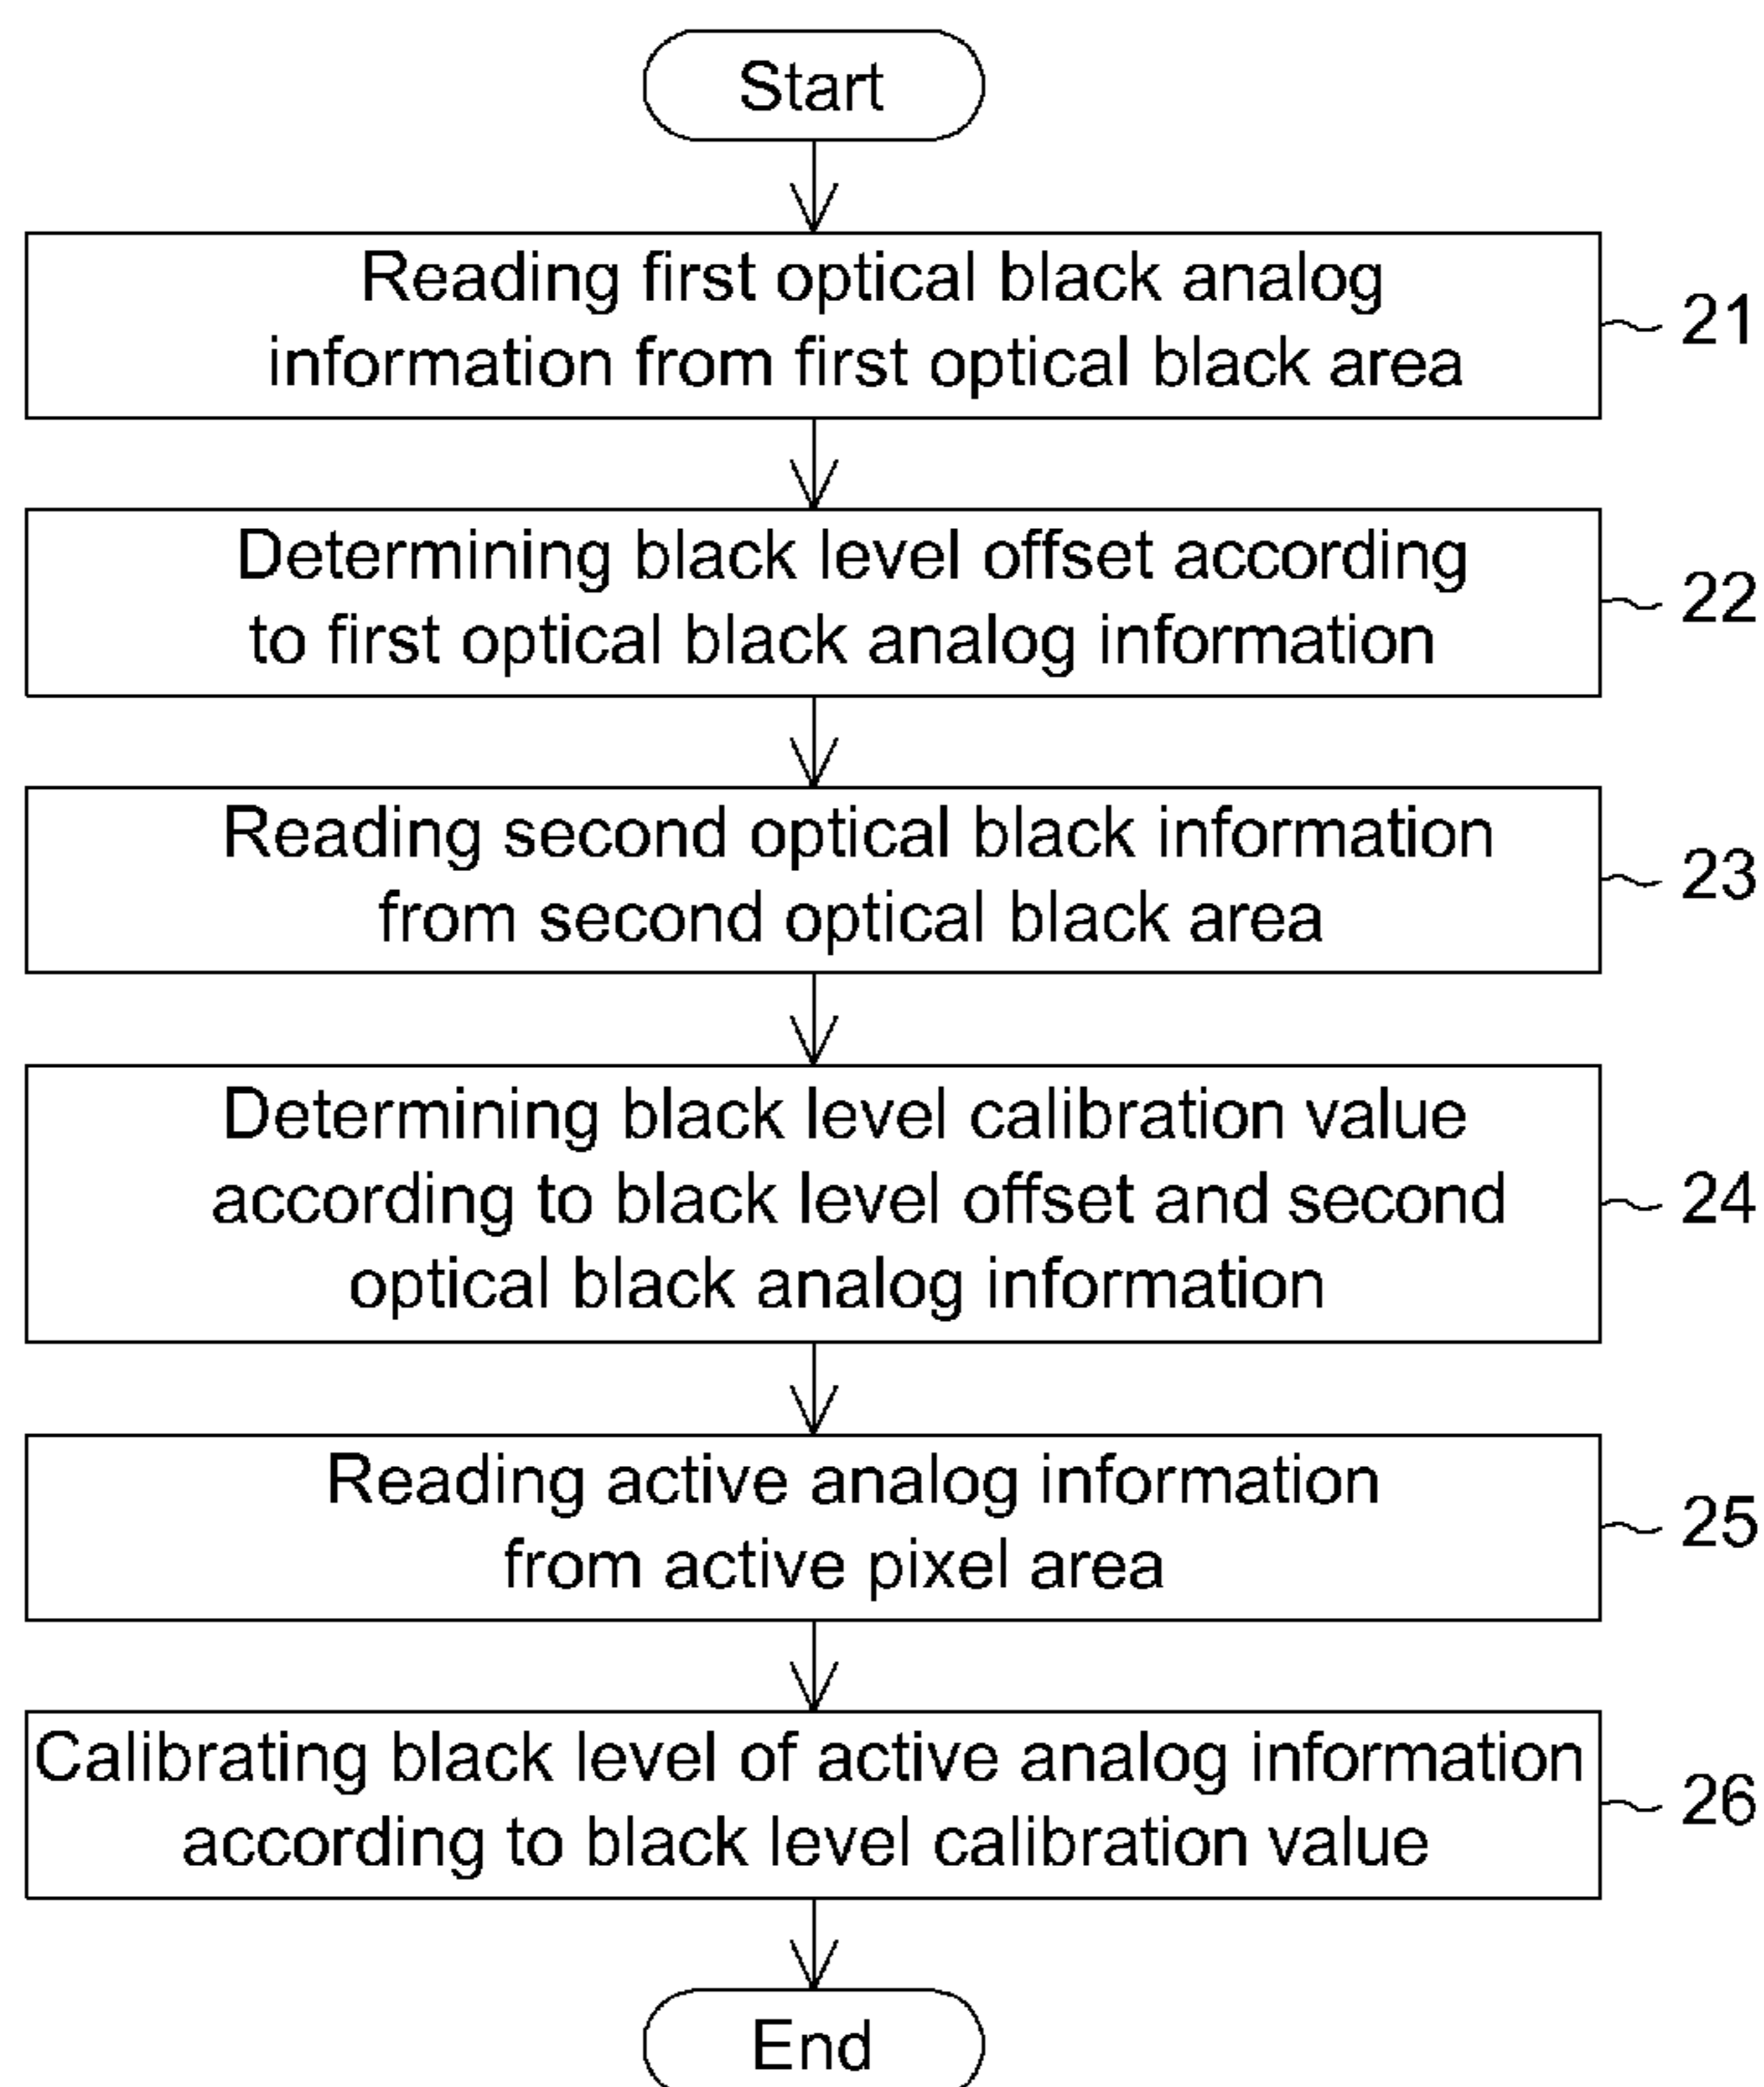 Start
Reading first optical black analog
information from first optical black area
21
Determining black level offset according
to first optical black analog information
22
Reading second optical black information
from second optical black area
23
Determining black level calibration value
according to black level offset and second
optical black analog information
24
Reading active analog information
from active pixel area
25
Calibrating black level of active analog information
according to black level calibration value
26
End